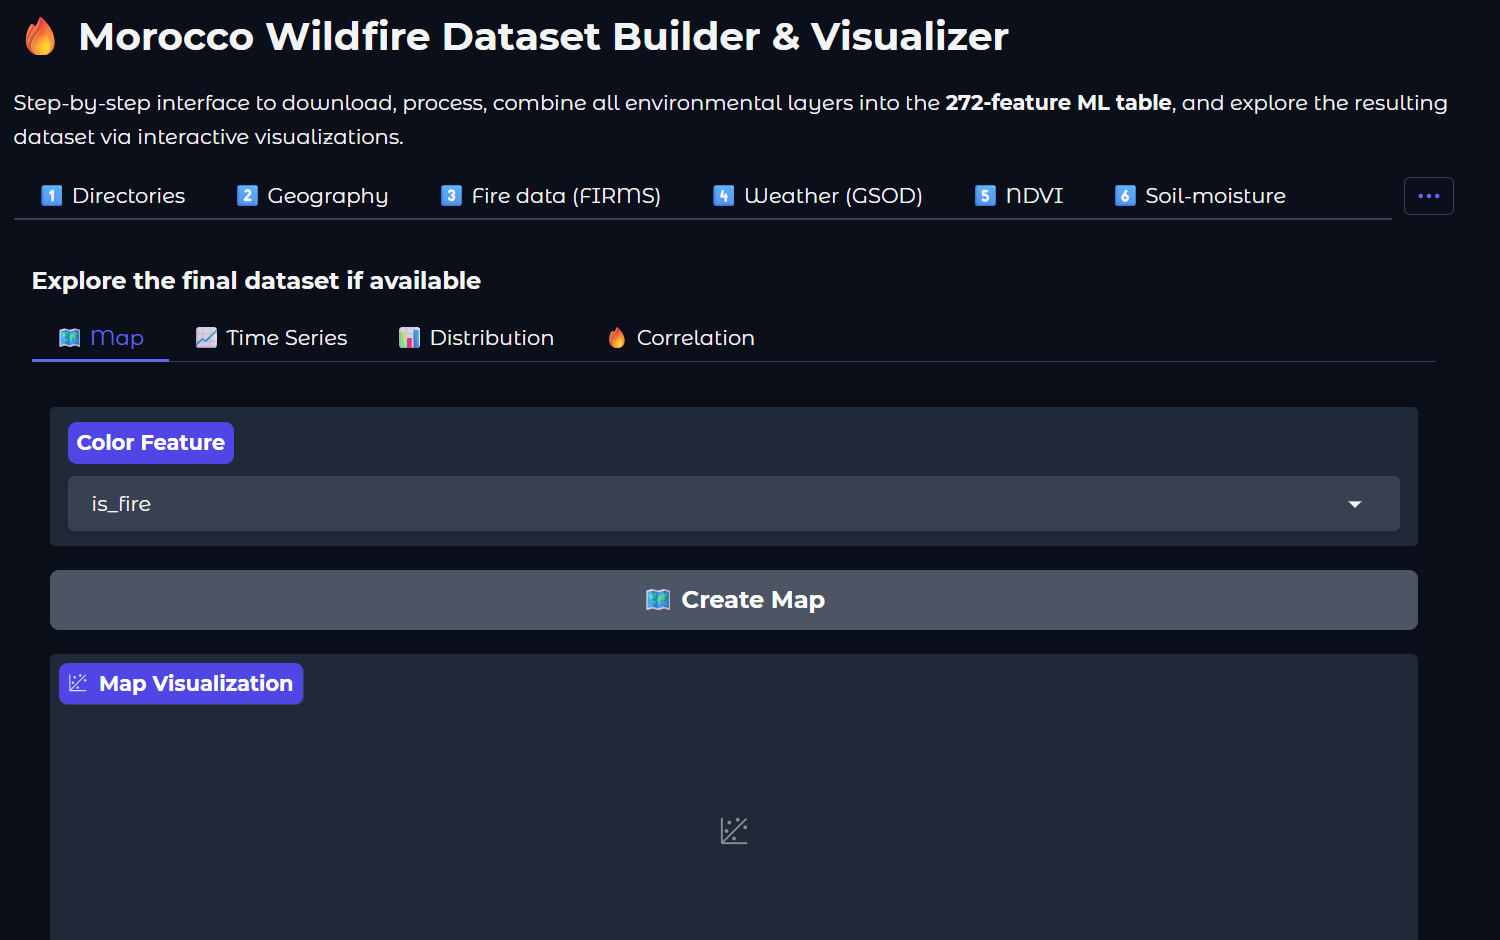 🔥 Morocco Wildfire Dataset Builder & Visualizer
Step-by-step interface to download, process, combine all environmental layers into the 272-feature ML table, and explore the resulting
dataset via interactive visualizations.
1️⃣ Directories 2️⃣ Geography 3️⃣ Fire data (FIRMS) 4️⃣ Weather (GSOD) 5️⃣ NDVI 6️⃣ Soil-moisture ...
Explore the final dataset if available
🗺️ Map 📈 Time Series 📊 Distribution 🔥 Correlation
Color Feature
is_fire
🗺️ Create Map
Map Visualization